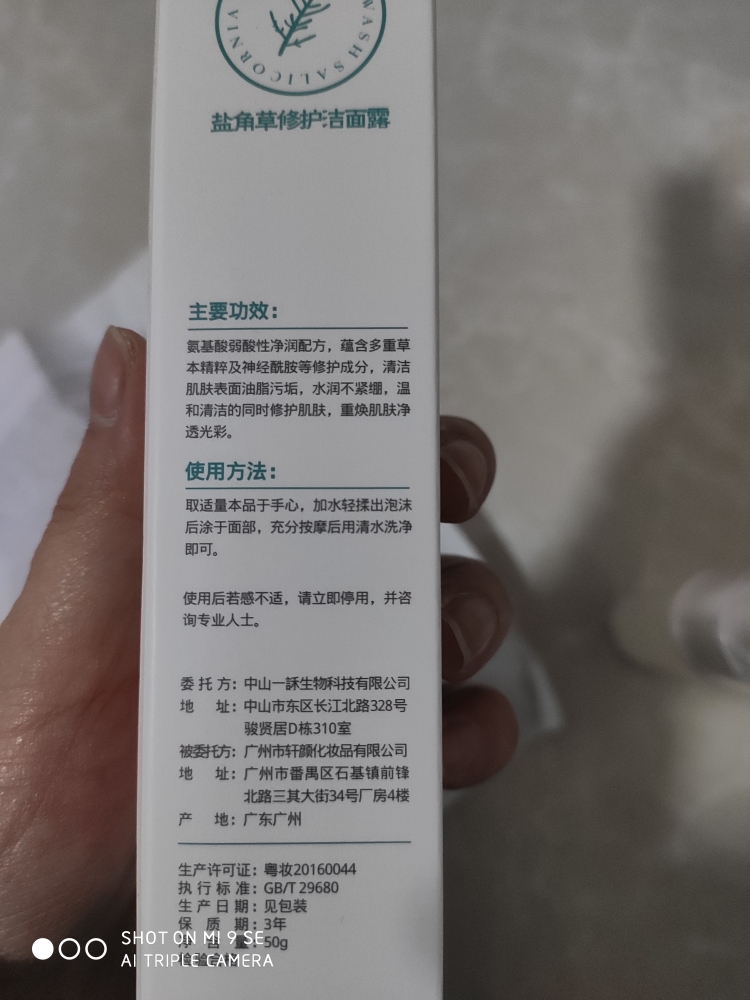 WASH SALICORNIA
盐角草修护洁面露
主要功效：
氨基酸弱酸性净润配方，蕴含多重草
本精粹及神经酰胺等修护成分，清洁
肌肤表面油脂污垢，水润不紧绷，温
和清洁的同时修护肌肤，重焕肌肤净
透光彩。
使用方法：
取适量本品于手心，加水轻揉出泡沫
后涂于面部，充分按摩后用清水洗净
即可。
使用后若感不适，请立即停用，并咨
询专业人士。
委托方：中山一稣生物科技有限公司
地 址：中山市东区长江北路328号
骏贤居D栋310室
被委托方：广州市轩颜化妆品有限公司
地 址：广州市番禺区石基镇前锋
北路三其大街34号厂房4楼
产 地：广东广州
生产许可证：粤妆20160044
执行标准：GB/T 29680
生产日期：见包装
保 质 期：3年
净 含 量：50g
SHOT ON MI 9 SE
AI TRIPLE CAMERA